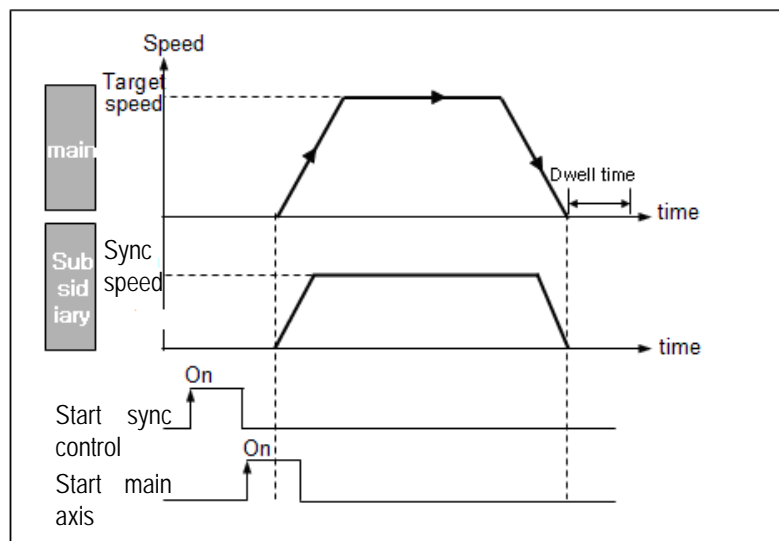 Speed
Target
speed
main
Dwell time
time
Sub
sid
iary
Sync
speed
time
On
Start sync
control
On
Start main
axis